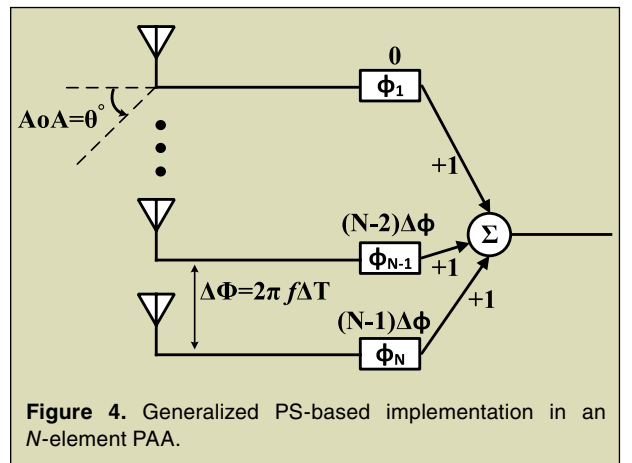 0
ϕ1
AoA=θ°
+1
(N-2)Δϕ
Σ
ϕN-1
+1
ΔΦ=2π fΔT
+1
(N-1)Δϕ
ϕN
Figure 4. Generalized PS-based implementation in an
N-element PAA.